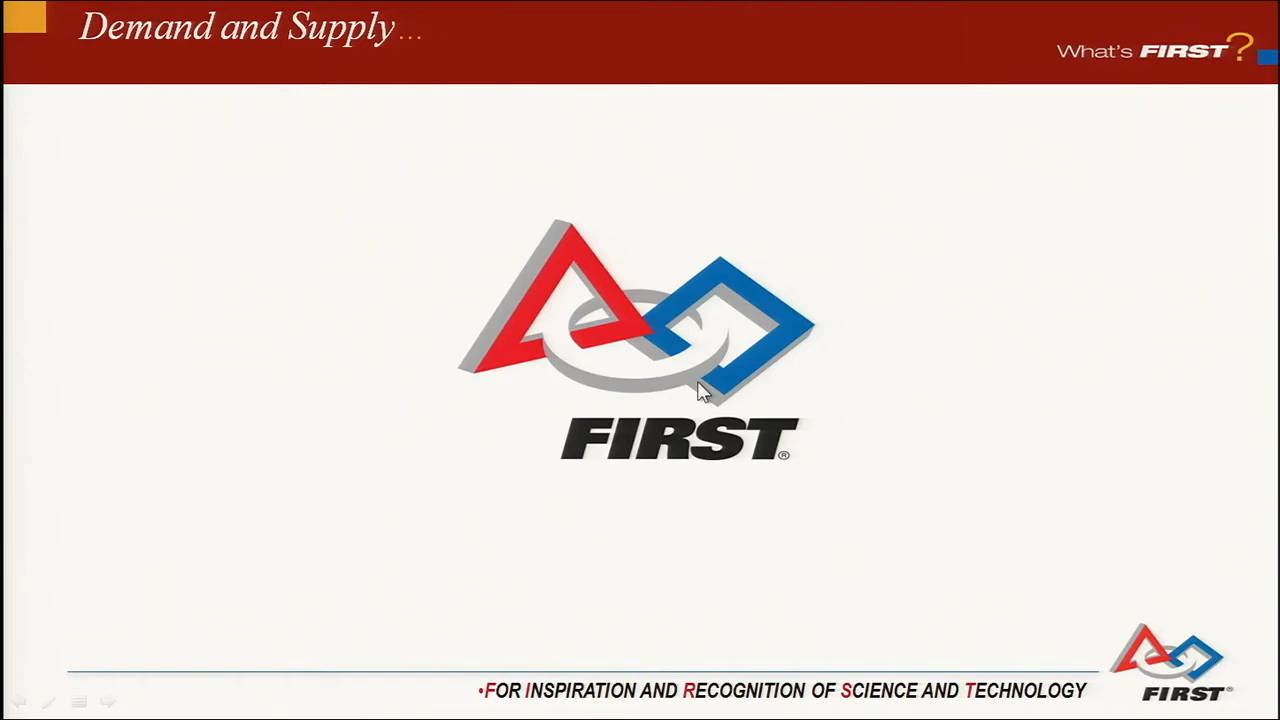 Demand and Supply...
What's FIRST?
FIRST®
•FOR INSPIRATION AND RECOGNITION OF SCIENCE AND TECHNOLOGY
FIRST®